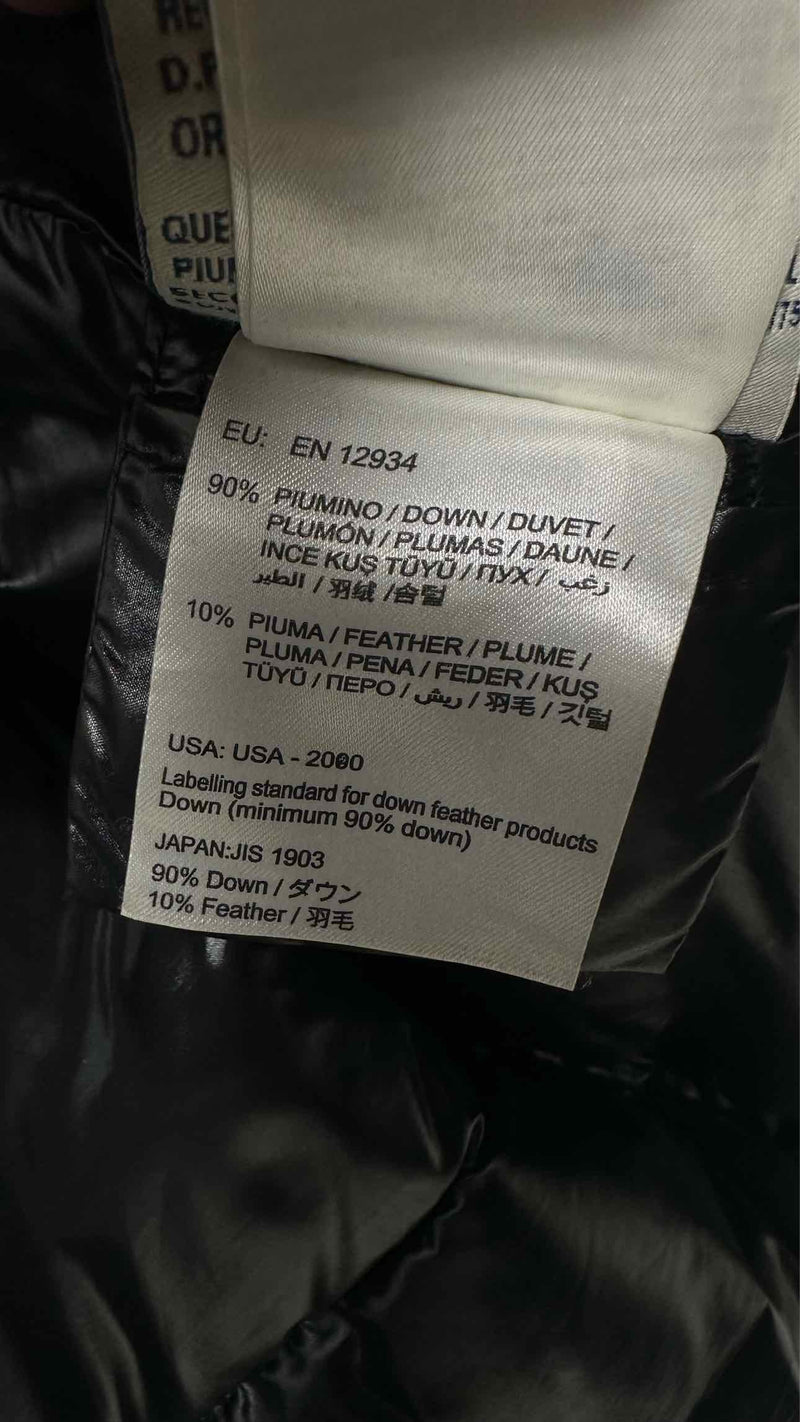 D.P
OR
QUE
PIU
EU: EN 12934
90% PIUMINO / DOWN / DUVET /
PLUMÓN / PLUMAS / DAUNE /
INCE KUŞ TÜYÜ / ПУХ / زغب
الطير / 羽绒 / 솜털
10% PIUMA / FEATHER / PLUME /
PLUMA / PENA / FEDER / KUŞ
TÜYÜ / ПЕРО / ريش / 羽毛 / 깃털
USA: USA - 2000
Labelling standard for down feather products
Down (minimum 90% down)
JAPAN:JIS 1903
90% Down / ダウン
10% Feather / 羽毛